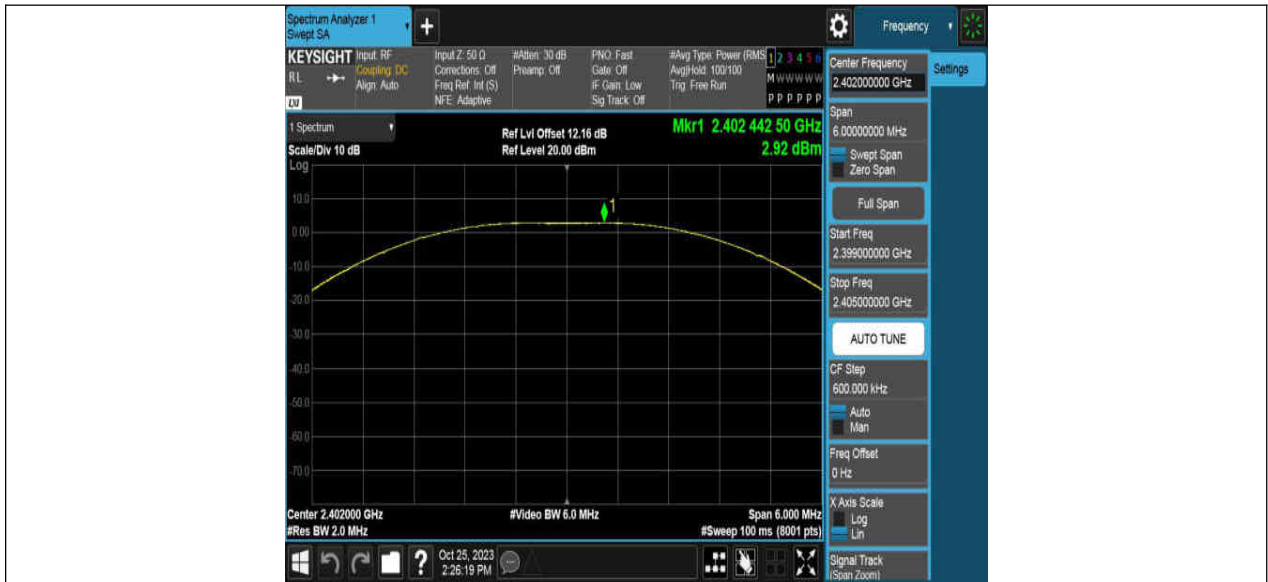 Spectrum Analyzer 1
Swept SA
+
Frequency
KEYSIGHT
RL
LXI
Input: RF
Coupling: DC
Align: Auto
Input Z: 50 Ω
Corrections: Off
Freq Ref: Int (S)
NFE: Adaptive
#Atten: 30 dB
Preamp: Off
PNO: Fast
Gate: Off
IF Gain: Low
Sig Track: Off
#Avg Type: Power (RMS
Avg|Hold: 100/100
Trig: Free Run
1 2 3 4 5 6
M W W W W W
P P P P P P
1 Spectrum
Scale/Div 10 dB
Ref Lvl Offset 12.16 dB
Ref Level 20.00 dBm
Mkr1 2.402 442 50 GHz
2.92 dBm
Log
10.0
0.00
-10.0
-20.0
-30.0
-40.0
-50.0
-60.0
-70.0
1
Center 2.402000 GHz
#Res BW 2.0 MHz
#Video BW 6.0 MHz
Span 6.000 MHz
#Sweep 100 ms (8001 pts)
?
Oct 25, 2023
2:26:19 PM
Center Frequency
2.402000000 GHz
Settings
Span
6.00000000 MHz
Swept Span
Zero Span
Full Span
Start Freq
2.399000000 GHz
Stop Freq
2.405000000 GHz
AUTO TUNE
CF Step
600.000 kHz
Auto
Man
Freq Offset
0 Hz
X Axis Scale
Log
Lin
Signal Track
(Span Zoom)